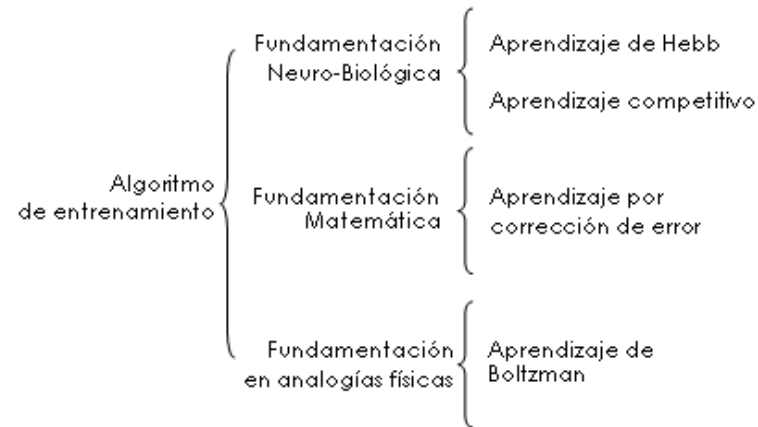 Algoritmo
de entrenamiento
Fundamentación
Neuro-Biológica
Aprendizaje de Hebb
Aprendizaje competitivo
Fundamentación
Matemática
Aprendizaje por
corrección de error
Fundamentación
en analogías físicas
Aprendizaje de
Boltzman